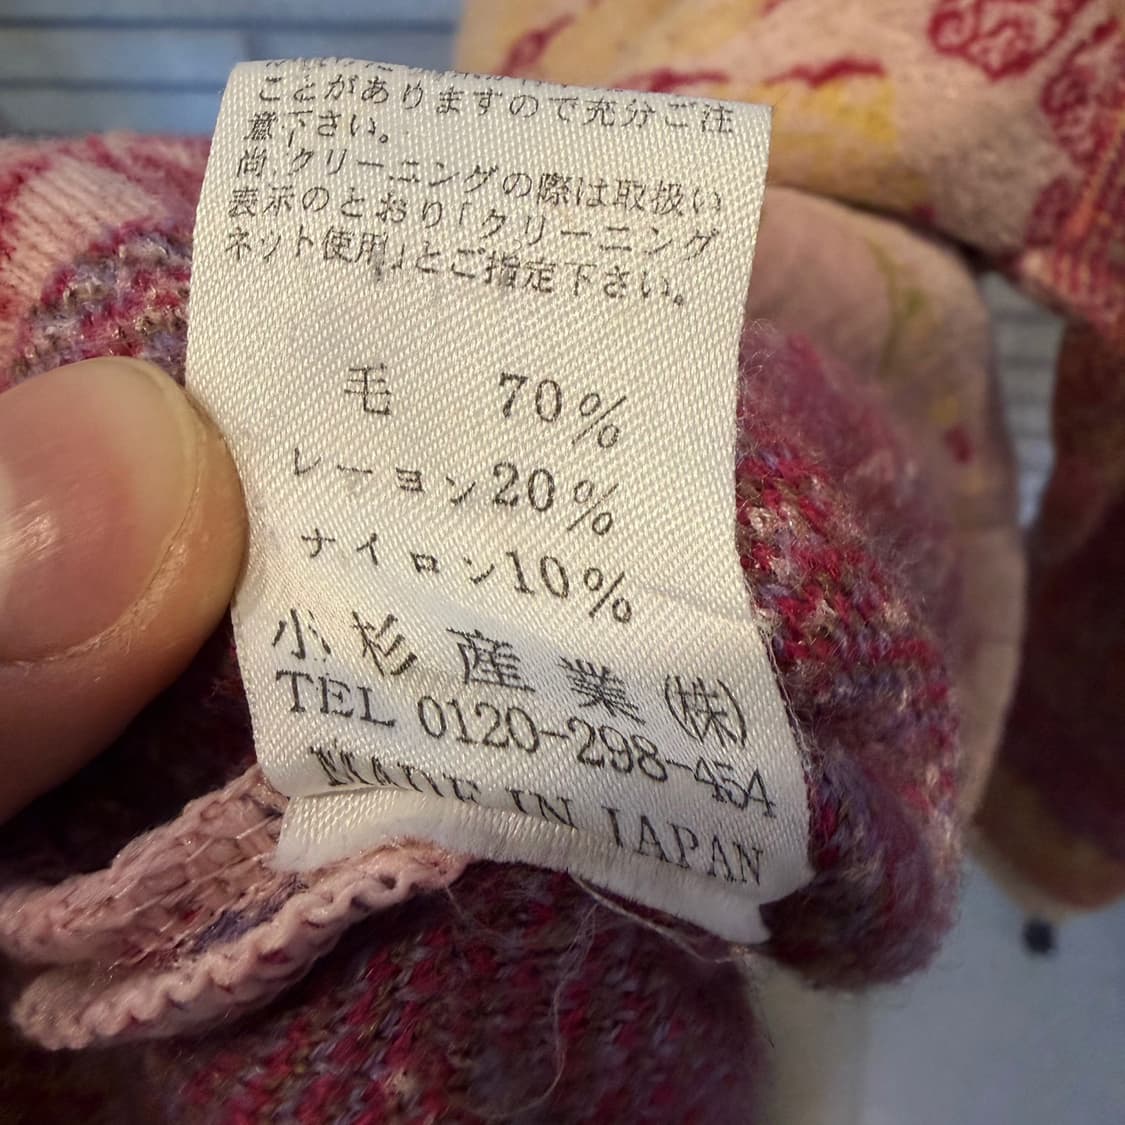 ことがありますので充分ご注
意下さい。
尚、クリーニングの際は取扱い
表示のとおり「クリーニング
ネット使用」とご指定下さい。
毛 70%
レーヨン20%
ナイロン10%
小杉産業㈱
TEL 0120-298-454
MADE IN JAPAN